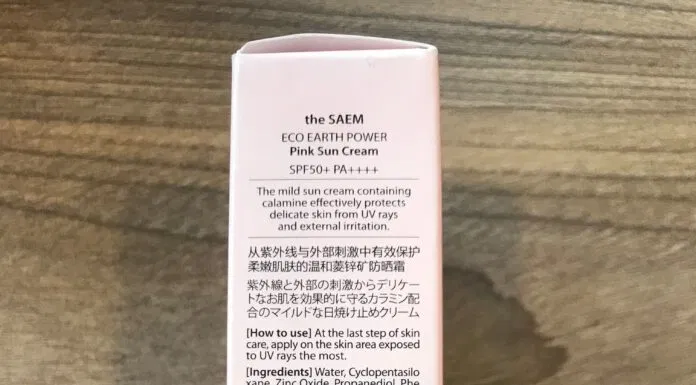 the SAEM
ECO EARTH POWER
Pink Sun Cream
SPF50+ PA++++
The mild sun cream containing
calamine effectively protects
delicate skin from UV rays
and external irritation.
从紫外线与外部刺激中有效保护
柔嫩肌肤的温和菱锌矿防晒霜
紫外線と外部の刺激からデリケー
トなお肌を効果的に守るカラミン配
合のマイルドな日焼け止めクリーム
[How to use] At the last step of skin
care, apply on the skin area exposed
to UV rays the most.
[Ingredients] Water, Cyclopentasilo
xane, Zinc Oxide, Propanediol, Phe